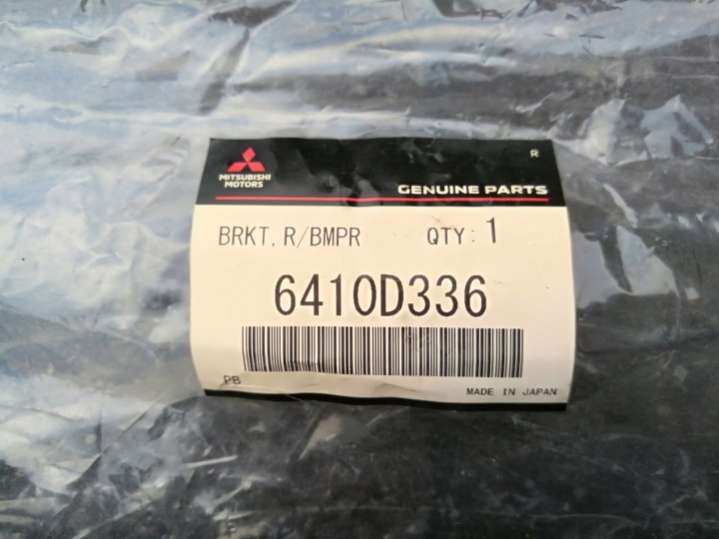 R
MITSUBISHI
MOTORS
GENUINE PARTS
BRKT, R/BMPR QTY: 1
6410D336
PB
MADE IN JAPAN